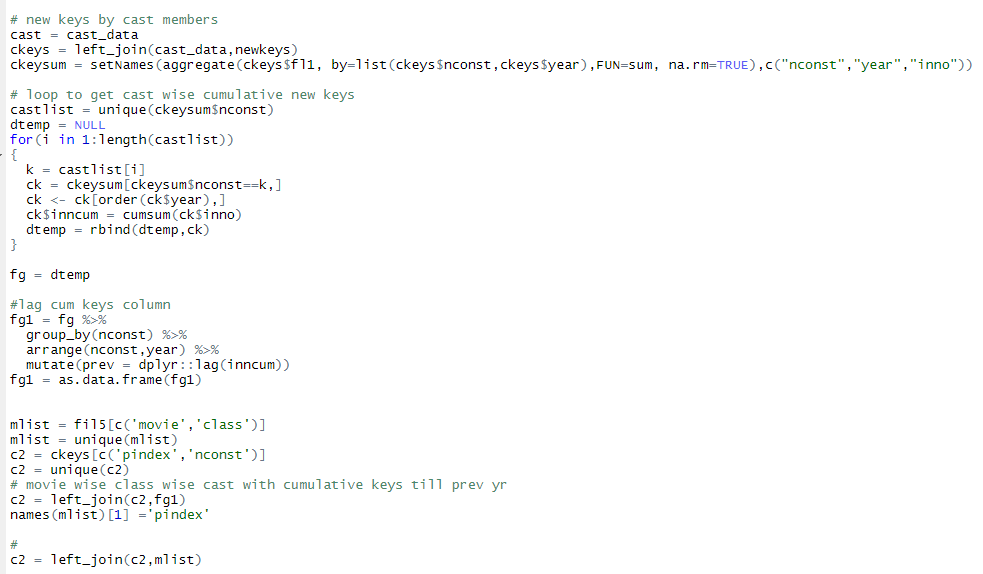 # new keys by cast members
cast = cast_data
ckeys = left_join(cast_data,newkeys)
ckeysum = setNames(aggregate(ckeys$fl1, by=list(ckeys$nconst,ckeys$year),FUN=sum, na.rm=TRUE),c("nconst","year","inno"))
# loop to get cast wise cumulative new keys
castlist = unique(ckeysum$nconst)
dtemp = NULL
for(i in 1:length(castlist))
{
  k = castlist[i]
  ck = ckeysum[ckeysum$nconst==k,]
  ck <- ck[order(ck$year),]
  ck$inncum = cumsum(ck$inno)
  dtemp = rbind(dtemp,ck)
}
fg = dtemp
#lag cum keys column
fg1 = fg %>%
  group_by(nconst) %>%
  arrange(nconst,year) %>%
  mutate(prev = dplyr::lag(inncum))
fg1 = as.data.frame(fg1)
mlist = fil5[c('movie','class')]
mlist = unique(mlist)
c2 = ckeys[c('pindex','nconst')]
c2 = unique(c2)
# movie wise class wise cast with cumulative keys till prev yr
c2 = left_join(c2,fg1)
names(mlist)[1] ='pindex'
#
c2 = left_join(c2,mlist)